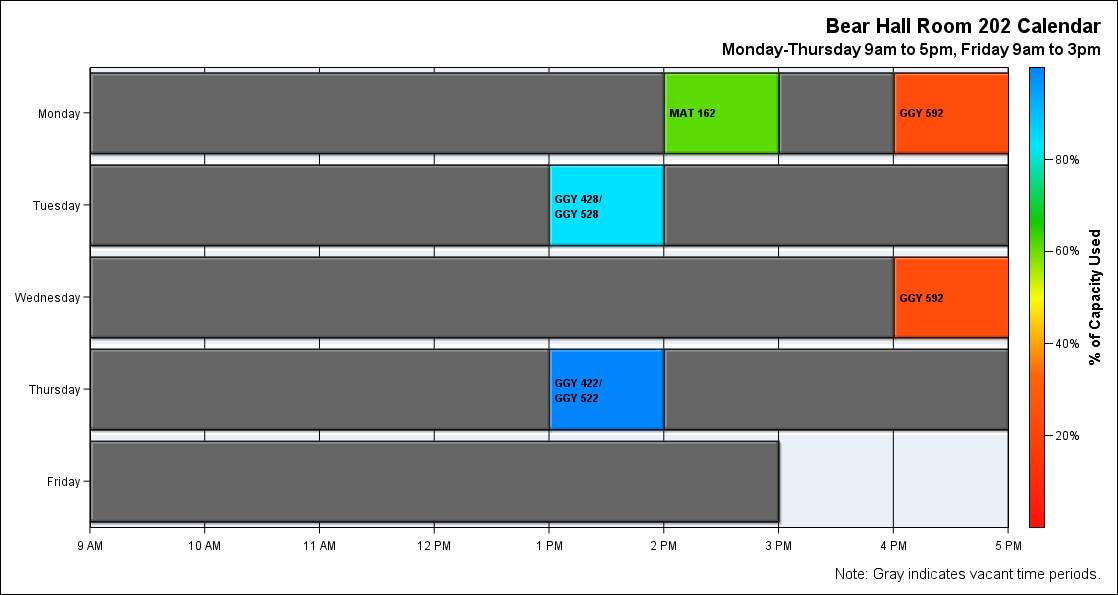 Bear Hall Room 202 Calendar
Monday-Thursday 9am to 5pm, Friday 9am to 3pm
Monday
MAT 162
GGY 592
Tuesday
GGY 428/
GGY 528
Wednesday
GGY 592
Thursday
GGY 422/
GGY 522
Friday
9 AM 10 AM 11 AM 12 PM 1 PM 2 PM 3 PM 4 PM 5 PM
80%
60%
40%
20%
% of Capacity Used
Note: Gray indicates vacant time periods.